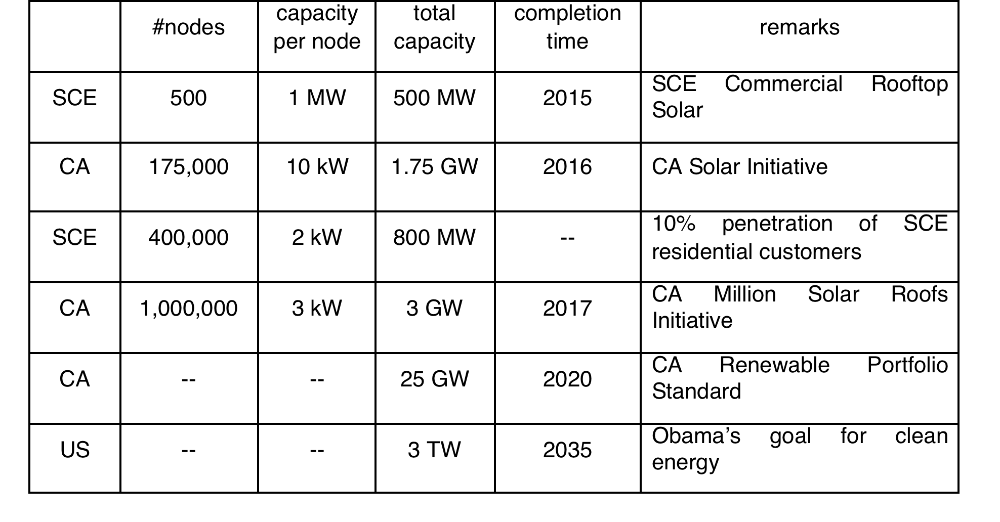 #nodes
capacity
per node
total
capacity
completion
time
remarks
SCE
500
1 MW
500 MW
2015
SCE Commercial Rooftop
Solar
CA
175,000
10 kW
1.75 GW
2016
CA Solar Initiative
SCE
400,000
2 kW
800 MW
--
10% penetration of SCE
residential customers
CA
1,000,000
3 kW
3 GW
2017
CA Million Solar Roofs
Initiative
CA
--
--
25 GW
2020
CA Renewable Portfolio
Standard
US
--
--
3 TW
2035
Obama’s goal for clean
energy